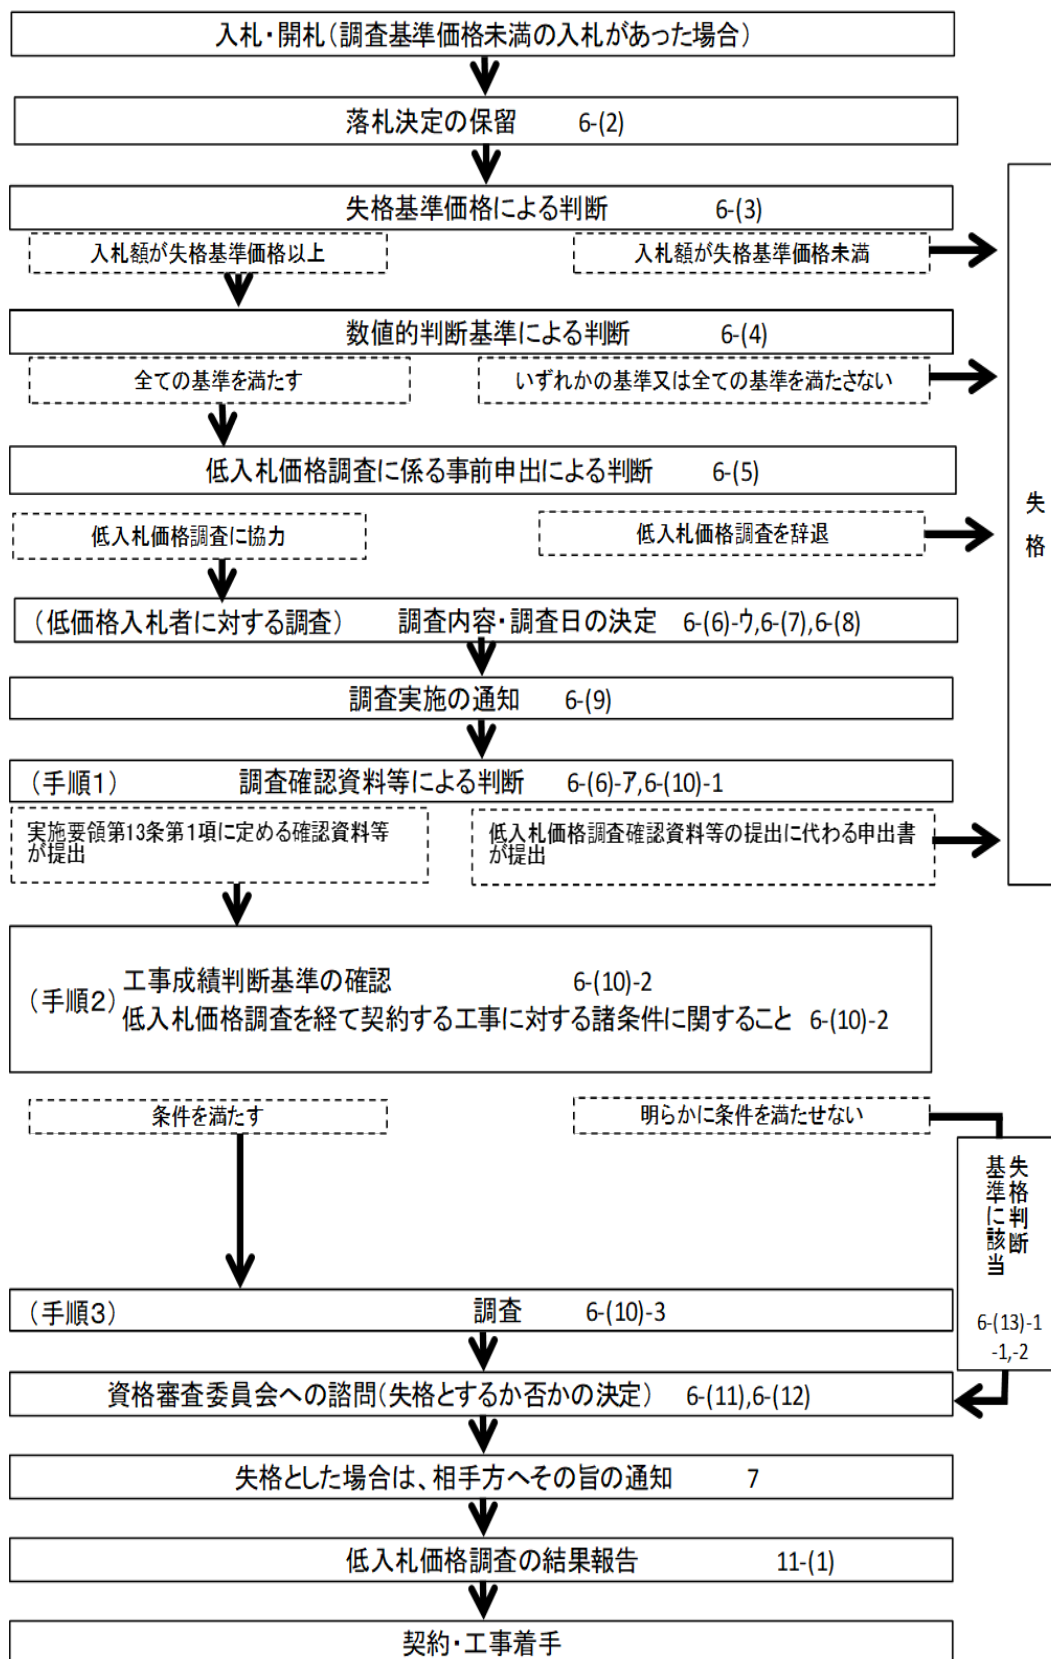 入札・開札(調査基準価格未満の入札があった場合)
落札決定の保留 6-(2)
失格基準価格による判断 6-(3)
入札額が失格基準価格以上
入札額が失格基準価格未満
数値的判断基準による判断 6-(4)
全ての基準を満たす
いずれかの基準又は全ての基準を満たさない
低入札価格調査に係る事前申出による判断 6-(5)
低入札価格調査に協力
低入札価格調査を辞退
失格
(低価格入札者に対する調査) 調査内容・調査日の決定 6-(6)-ウ,6-(7),6-(8)
調査実施の通知 6-(9)
(手順1) 調査確認資料等による判断 6-(6)-ア,6-(10)-1
実施要領第13条第1項に定める確認資料等
が提出
低入札価格調査確認資料等の提出に代わる申出書
が提出
(手順2)
工事成績判断基準の確認 6-(10)-2
低入札価格調査を経て契約する工事に対する諸条件に関すること 6-(10)-2
条件を満たす
明らかに条件を満たせない
失格判断
基準に該当
6-(13)-1
-1,-2
(手順3) 調査 6-(10)-3
資格審査委員会への諮問(失格とするか否かの決定) 6-(11),6-(12)
失格とした場合は、相手方へその旨の通知 7
低入札価格調査の結果報告 11-(1)
契約・工事着手